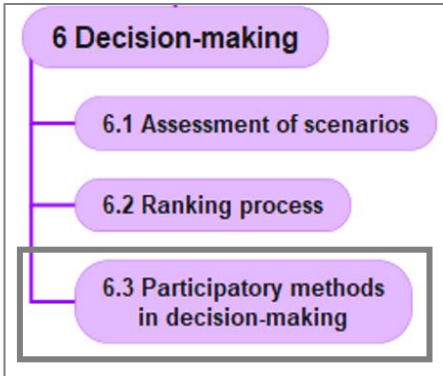 6 Decision-making
6.1 Assessment of scenarios
6.2 Ranking process
6.3 Participatory methods
in decision-making